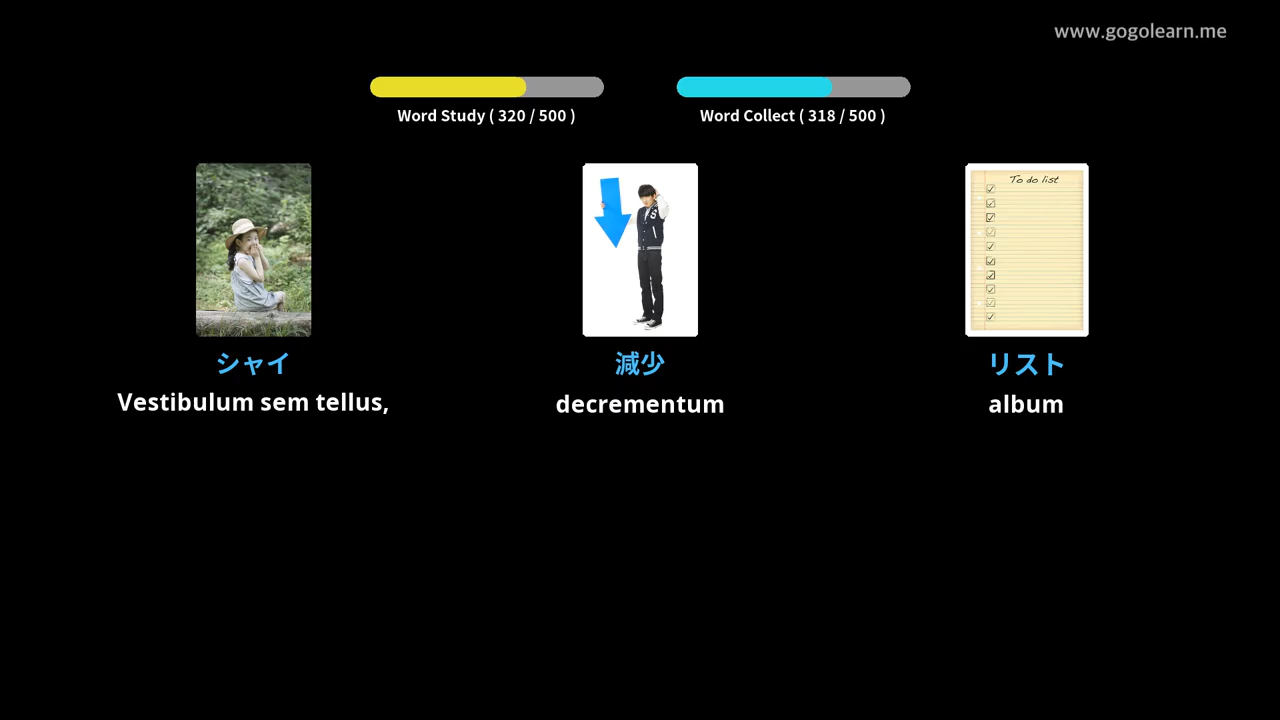 www.gogolearn.me
Word Study ( 320 / 500 )
Word Collect ( 318 / 500 )
To do list
シャイ
減少
リスト
Vestibulum sem tellus,
decrementum
album